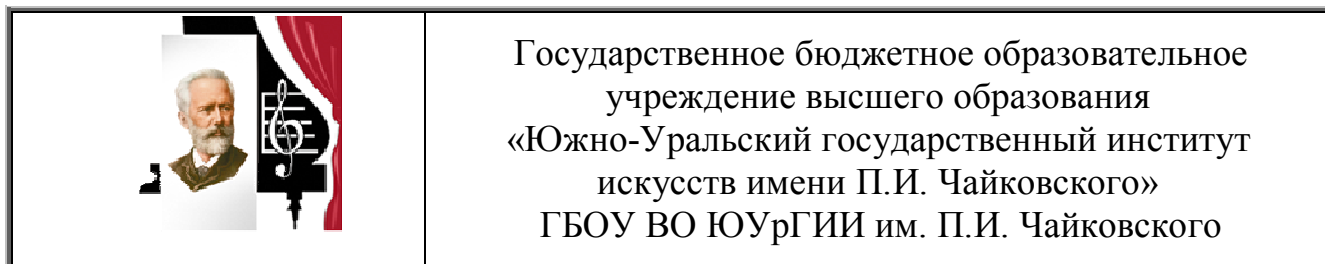 Государственное бюджетное образовательное
учреждение высшего образования
«Южно-Уральский государственный институт
искусств имени П.И. Чайковского»
ГБОУ ВО ЮУрГИИ им. П.И. Чайковского